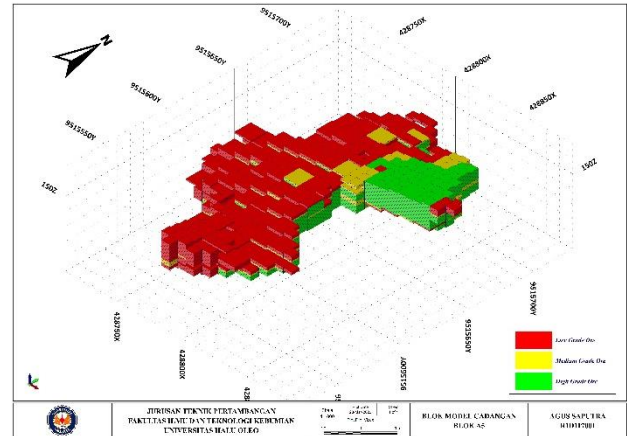 N
9515700Y
428750X
9515650Y
428800X
9515600Y
428850X
9515550Y
150Z
150Z
9515700Y
428750X
9515650Y
428800X
Low Grade Ore
Medium Grade Ore
High Grade Ore
JURUSAN TEKNIK PERTAMBANGAN
FAKULTAS ILMU DAN TEKNOLOGI KEBUMIAN
UNIVERSITAS HALU OLEO
BLOK MODEL CADANGAN
BLOK A5
AGUS SAPUTRA